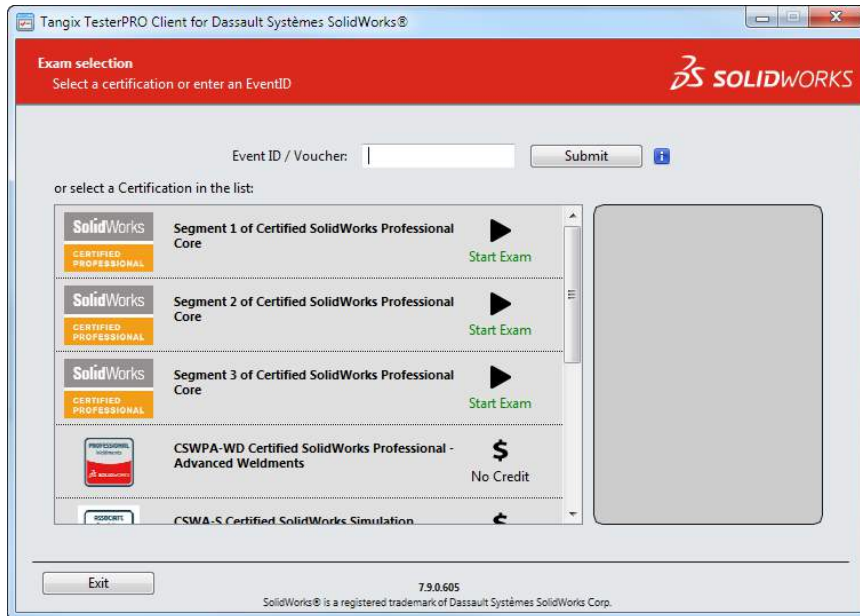 Tangix TesterPRO Client for Dassault Systèmes SolidWorks®
Exam selection
Select a certification or enter an EventID
SOLIDWORKS
Event ID / Voucher:
Submit
i
or select a Certification in the list:
SolidWorks
CERTIFIED
PROFESSIONAL
Segment 1 of Certified SolidWorks Professional
Core
Start Exam
SolidWorks
CERTIFIED
PROFESSIONAL
Segment 2 of Certified SolidWorks Professional
Core
Start Exam
SolidWorks
CERTIFIED
PROFESSIONAL
Segment 3 of Certified SolidWorks Professional
Core
Start Exam
PROFESSIONAL
Weldments
SOLIDWORKS
CSWPA-WD Certified SolidWorks Professional -
Advanced Weldments
$
No Credit
ASSOCIATE
CSWA-S Certified SolidWorks Simulation
$
Exit
7.9.0.605
SolidWorks® is a registered trademark of Dassault Systèmes SolidWorks Corp.